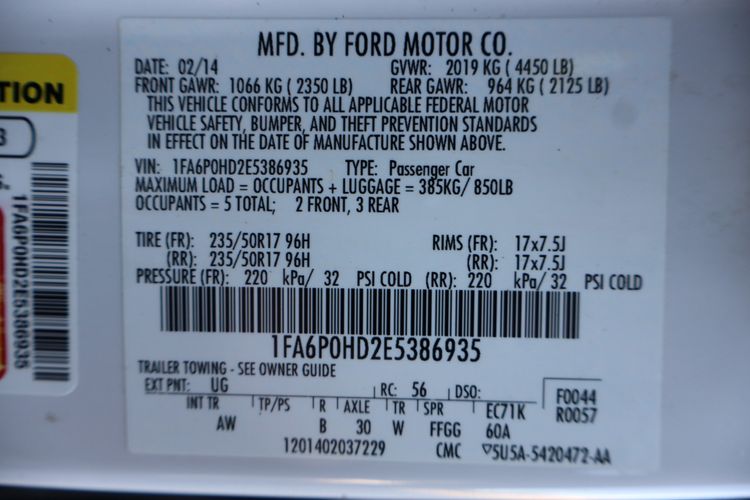 MFD. BY FORD MOTOR CO.
DATE: 02/14 GVWR: 2019 KG ( 4450 LB)
FRONT GAWR: 1066 KG ( 2350 LB) REAR GAWR: 964 KG ( 2125 LB)
THIS VEHICLE CONFORMS TO ALL APPLICABLE FEDERAL MOTOR
VEHICLE SAFETY, BUMPER, AND THEFT PREVENTION STANDARDS
IN EFFECT ON THE DATE OF MANUFACTURE SHOWN ABOVE.
VIN: 1FA6P0HD2E5386935 TYPE: Passenger Car
MAXIMUM LOAD = OCCUPANTS + LUGGAGE = 385KG/ 850LB
OCCUPANTS = 5 TOTAL; 2 FRONT, 3 REAR
TIRE (FR): 235/50R17 96H RIMS (FR): 17x7.5J
(RR): 235/50R17 96H (RR): 17x7.5J
PRESSURE (FR): 220 kPa/ 32 PSI COLD (RR): 220 kPa/ 32 PSI COLD
1FA6P0HD2E5386935
TRAILER TOWING - SEE OWNER GUIDE
EXT PNT: UG RC: 56 DSO: F0044
INT TR TP/PS R AXLE TR SPR EC71K R0057
AW B 30 W FFGG 60A
1201402037229 CMC 5U5A-5420472-AA
TION
3
S.
1FA6P0HD2E5386935